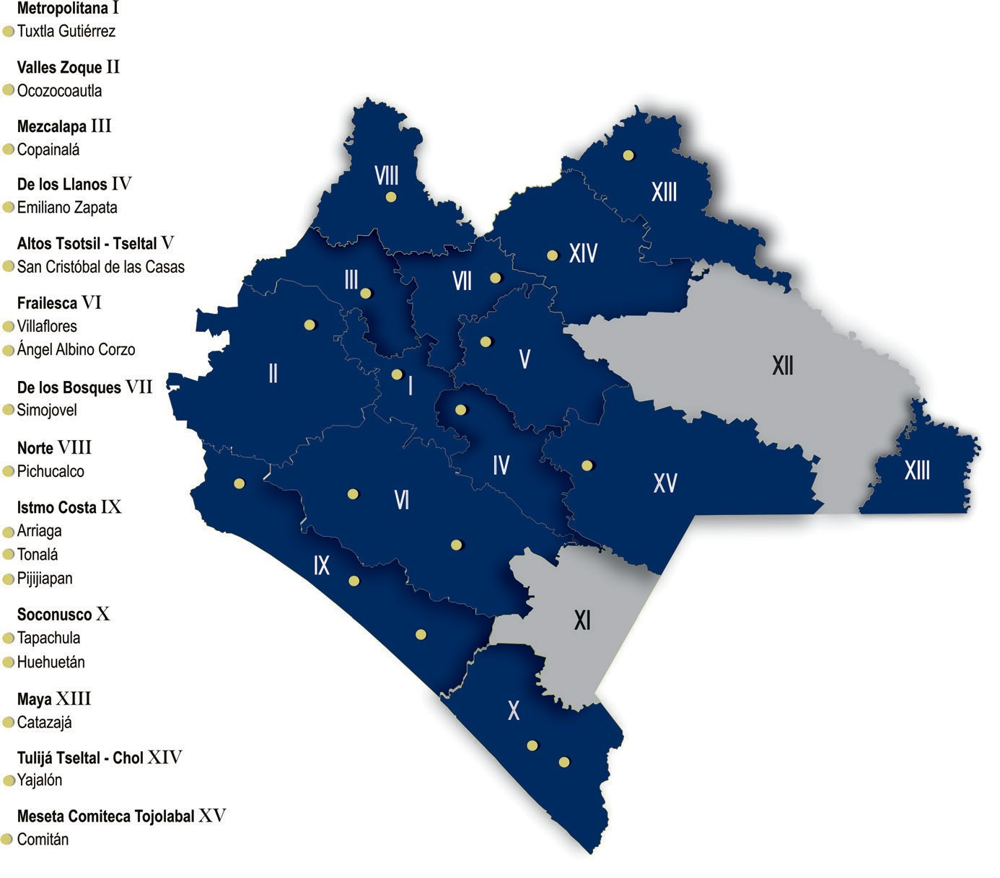 Metropolitana I
Tuxtla Gutiérrez
Valles Zoque II
Ocozocoautla
Mezcalapa III
Copainalá
De los Llanos IV
Emiliano Zapata
Altos Tsotsil - Tseltal V
San Cristóbal de las Casas
Frailesca VI
Villaflores
Ángel Albino Corzo
De los Bosques VII
Simojovel
Norte VIII
Pichucalco
Istmo Costa IX
Arriaga
Tonalá
Pijijiapan
Soconusco X
Tapachula
Huehuetán
Maya XIII
Catazajá
Tulijá Tseltal - Chol XIV
Yajalón
Meseta Comiteca Tojolabal XV
Comitán
VIII
XIII
XIV
III
VII
V
XII
II
I
IV
XIII
XV
VI
IX
XI
X